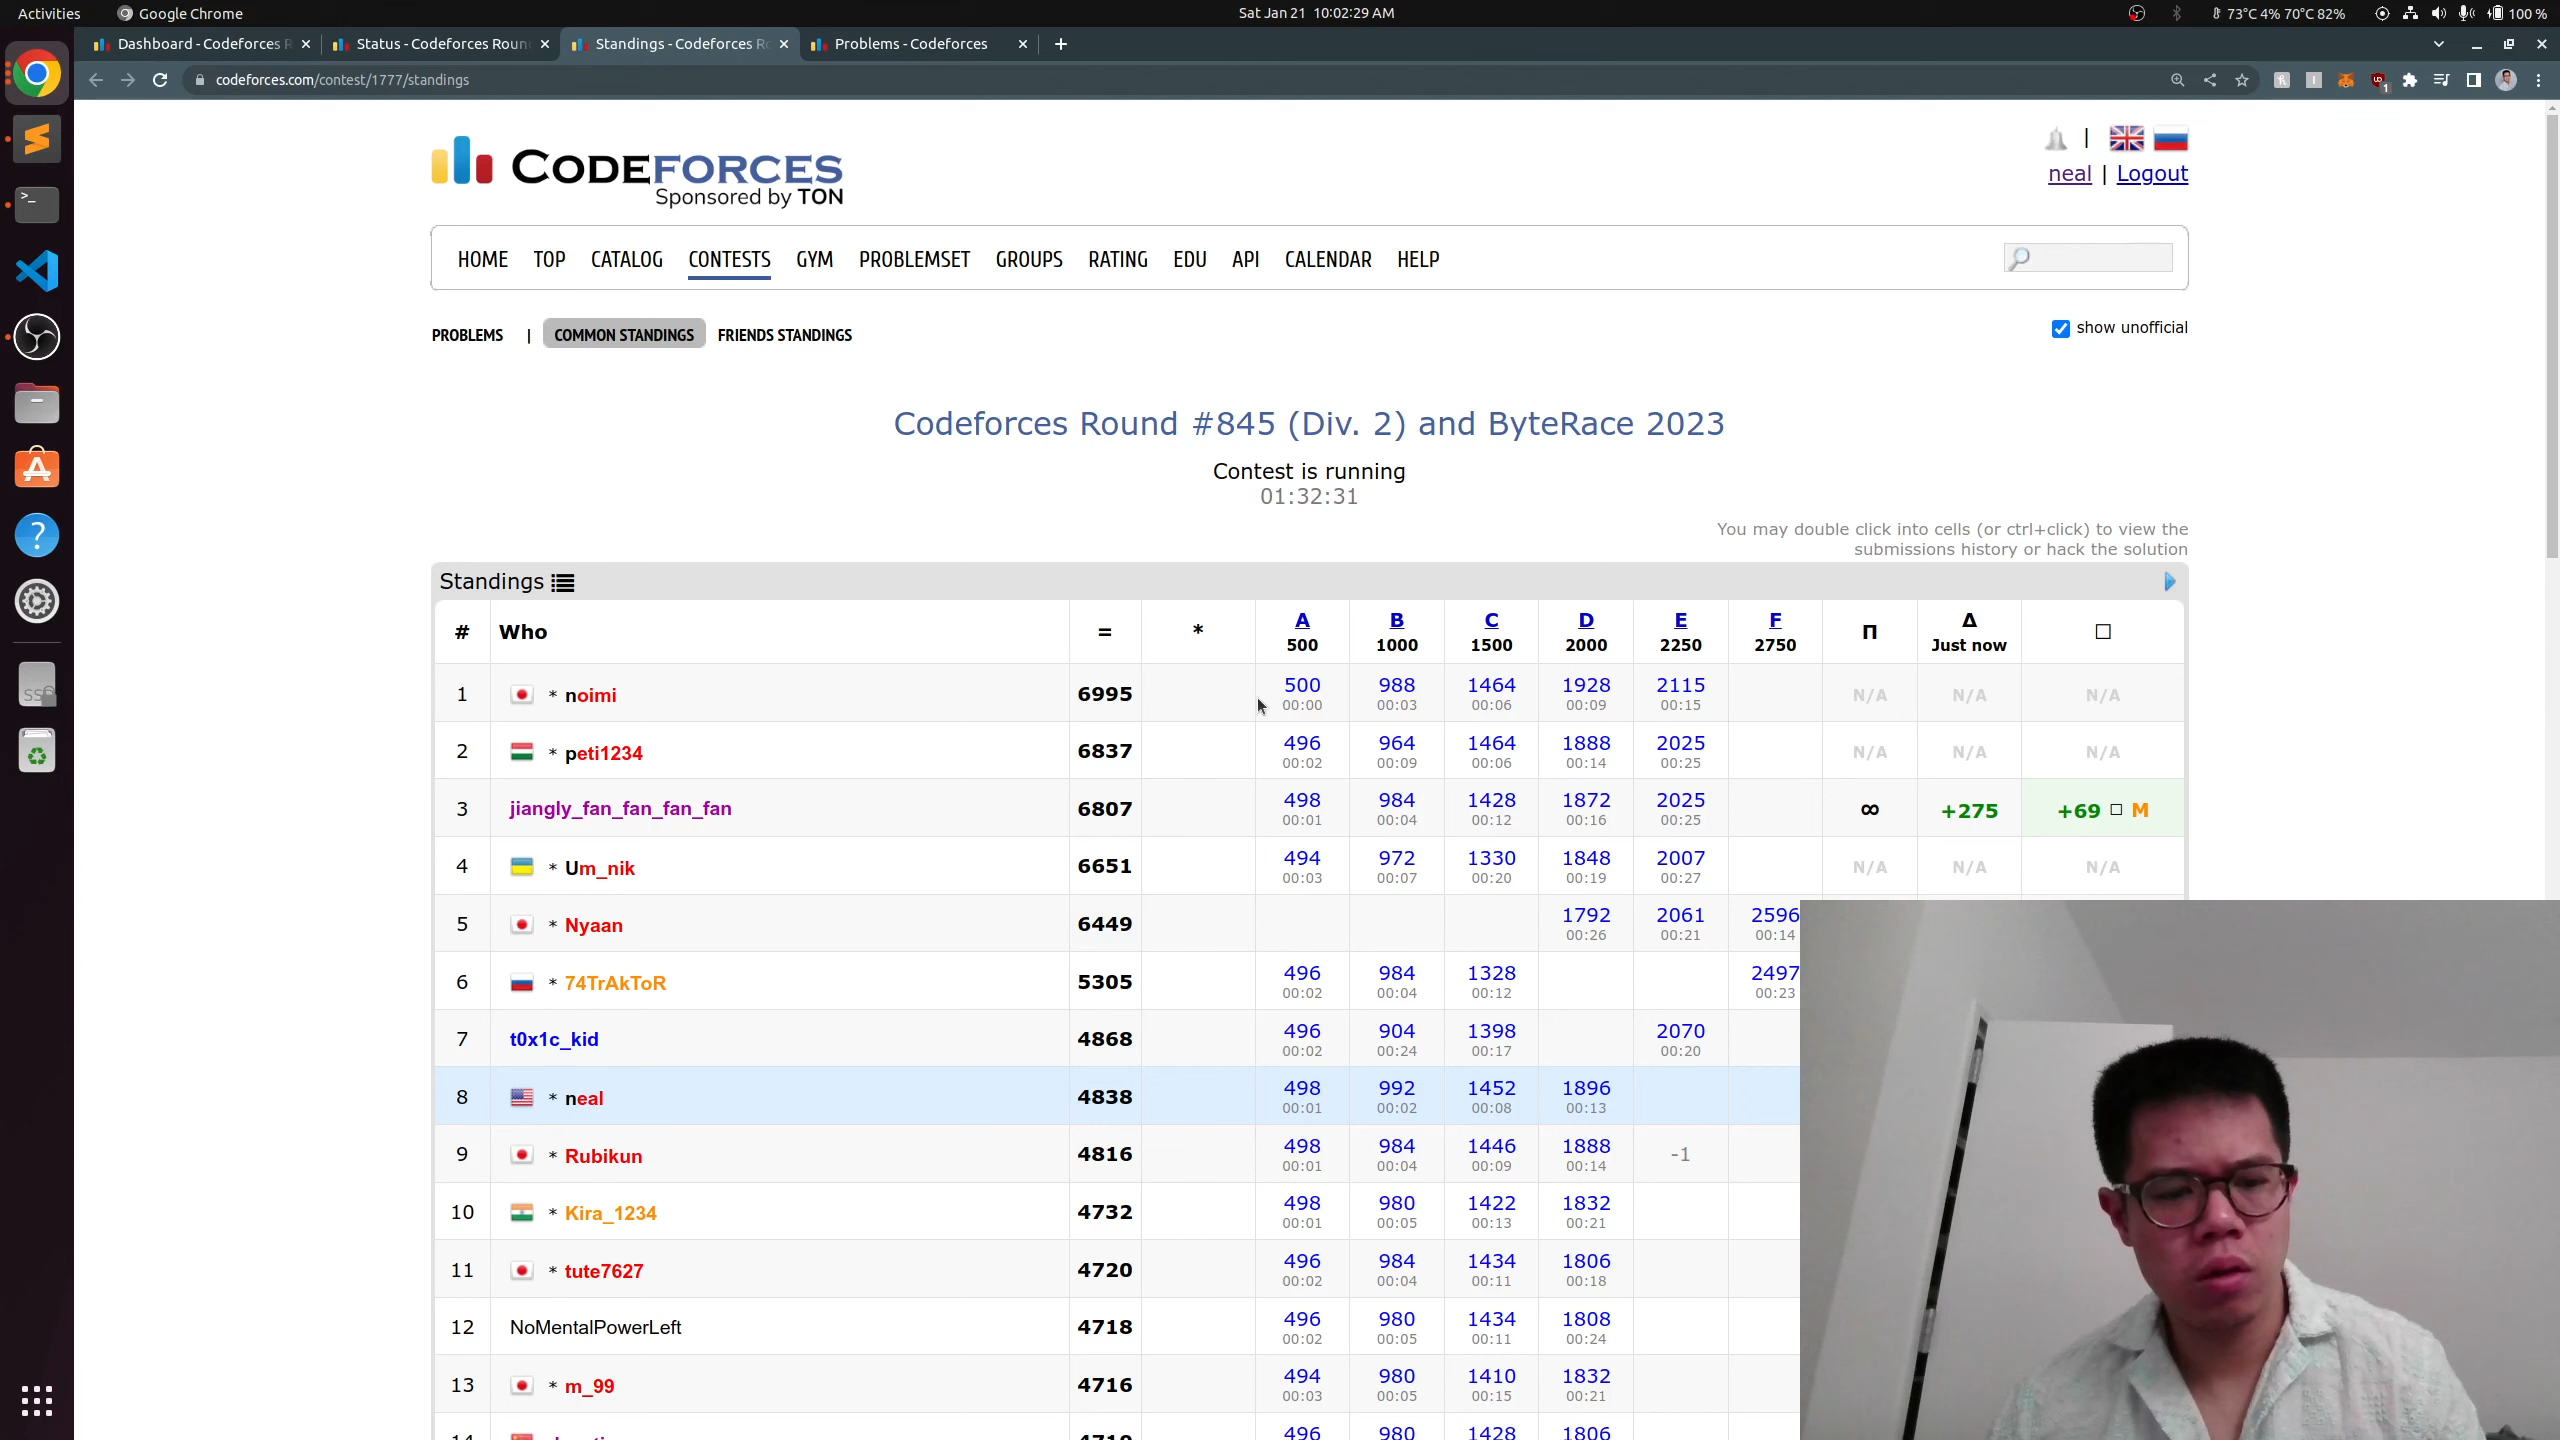 Activities Google Chrome Sat Jan 21 10:02:29 AM 73°C 4% 70°C 82% 100 %
Dashboard - Codeforces R Status - Codeforces Roun Standings - Codeforces Ro Problems - Codeforces
codeforces.com/contest/1777/standings
CODEFORCES
Sponsored by TON
neal | Logout
HOME TOP CATALOG CONTESTS GYM PROBLEMSET GROUPS RATING EDU API CALENDAR HELP
PROBLEMS | COMMON STANDINGS FRIENDS STANDINGS show unofficial
Codeforces Round #845 (Div. 2) and ByteRace 2023
Contest is running
01:32:31
You may double click into cells (or ctrl+click) to view the
submissions history or hack the solution
Standings
# Who = * A B C D E F Π Δ
500 1000 1500 2000 2250 2750 Just now
1 * noimi 6995 500 988 1464 1928 2115 N/A N/A N/A
00:00 00:03 00:06 00:09 00:15
2 * peti1234 6837 496 964 1464 1888 2025 N/A N/A N/A
00:02 00:09 00:06 00:14 00:25
3 jiangly_fan_fan_fan_fan 6807 498 984 1428 1872 2025 ∞ +275 +69 □ M
00:01 00:04 00:12 00:16 00:25
4 * Um_nik 6651 494 972 1330 1848 2007 N/A N/A N/A
00:03 00:07 00:20 00:19 00:27
5 * Nyaan 6449 1792 2061 2596
00:26 00:21 00:14
6 * 74TrAkToR 5305 496 984 1328 2497
00:02 00:04 00:12 00:23
7 t0x1c_kid 4868 496 904 1398 2070
00:02 00:24 00:17 00:20
8 * neal 4838 498 992 1452 1896
00:01 00:02 00:08 00:13
9 * Rubikun 4816 498 984 1446 1888 -1
00:01 00:04 00:09 00:14
10 * Kira_1234 4732 498 980 1422 1832
00:01 00:05 00:13 00:21
11 * tute7627 4720 496 984 1434 1806
00:02 00:04 00:11 00:18
12 NoMentalPowerLeft 4718 496 980 1434 1808
00:02 00:05 00:11 00:24
13 * m_99 4716 494 980 1410 1832
00:03 00:05 00:15 00:21
496 980 1428 1806